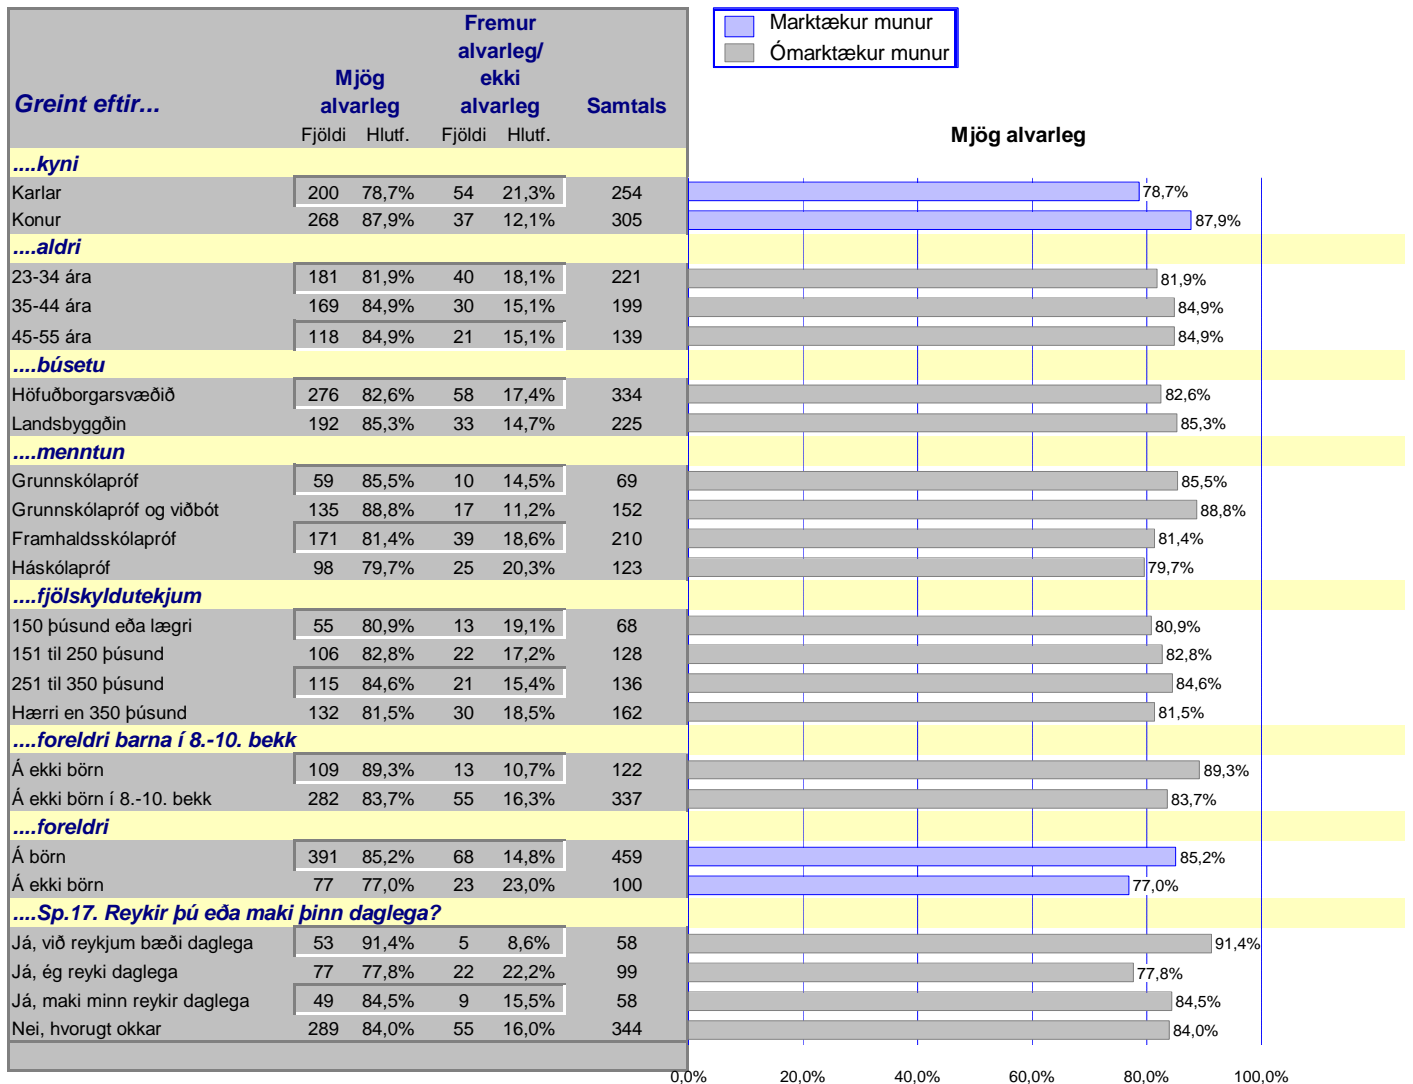 Marktækur munur
Ómarktækur munur
Greint eftir...
Mjög alvarleg
Fremur alvarleg/ ekki alvarleg
Samtals
Fjöldi Hlutf. Fjöldi Hlutf.
Mjög alvarleg
....kyni
Karlar 200 78,7% 54 21,3% 254 78,7%
Konur 268 87,9% 37 12,1% 305 87,9%
....aldri
23-34 ára 181 81,9% 40 18,1% 221 81,9%
35-44 ára 169 84,9% 30 15,1% 199 84,9%
45-55 ára 118 84,9% 21 15,1% 139 84,9%
....búsetu
Höfuðborgarsvæðið 276 82,6% 58 17,4% 334 82,6%
Landsbyggðin 192 85,3% 33 14,7% 225 85,3%
....menntun
Grunnskólapróf 59 85,5% 10 14,5% 69 85,5%
Grunnskólapróf og viðbót 135 88,8% 17 11,2% 152 88,8%
Framhaldsskólapróf 171 81,4% 39 18,6% 210 81,4%
Háskólapróf 98 79,7% 25 20,3% 123 79,7%
....fjölskyldutekjum
150 þúsund eða lægri 55 80,9% 13 19,1% 68 80,9%
151 til 250 þúsund 106 82,8% 22 17,2% 128 82,8%
251 til 350 þúsund 115 84,6% 21 15,4% 136 84,6%
Hærri en 350 þúsund 132 81,5% 30 18,5% 162 81,5%
....foreldri barna í 8.-10. bekk
Á ekki börn 109 89,3% 13 10,7% 122 89,3%
Á ekki börn í 8.-10. bekk 282 83,7% 55 16,3% 337 83,7%
....foreldri
Á börn 391 85,2% 68 14,8% 459 85,2%
Á ekki börn 77 77,0% 23 23,0% 100 77,0%
....Sp.17. Reykir þú eða maki þinn daglega?
Já, við reykjum bæði daglega 53 91,4% 5 8,6% 58 91,4%
Já, ég reyki daglega 77 77,8% 22 22,2% 99 77,8%
Já, maki minn reykir daglega 49 84,5% 9 15,5% 58 84,5%
Nei, hvorugt okkar 289 84,0% 55 16,0% 344 84,0%
0,0% 20,0% 40,0% 60,0% 80,0% 100,0%